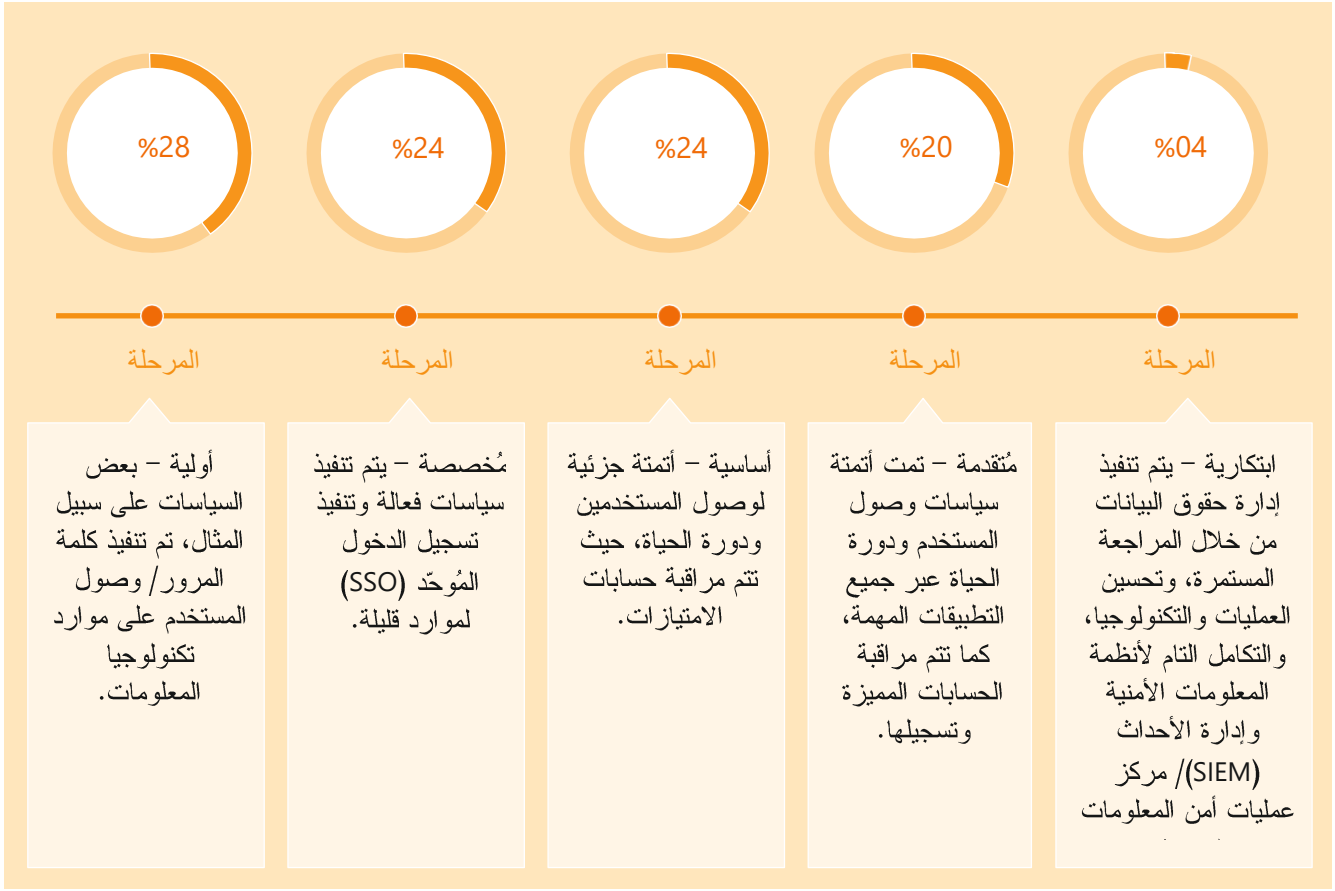 %28
%24
%24
%20
%04
المرحلة
المرحلة
المرحلة
المرحلة
المرحلة
أولية – بعض
السياسات على سبيل
المثال، تم تنفيذ كلمة
المرور/ وصول
المستخدم على موارد
تكنولوجيا
المعلومات.
مُخصصة – يتم تنفيذ
سياسات فعالة وتنفيذ
تسجيل الدخول
المُوحّد (SSO)
لموارد قليلة.
أساسية – أتمتة جزئية
لوصول المستخدمين
ودورة الحياة، حيث
تتم مراقبة حسابات
الامتيازات.
مُتقدمة – تمت أتمتة
سياسات وصول
المستخدم ودورة
الحياة عبر جميع
التطبيقات المهمة،
كما تتم مراقبة
الحسابات المميزة
وتسجيلها.
ابتكارية – يتم تنفيذ
إدارة حقوق البيانات
من خلال المراجعة
المستمرة، وتحسين
العمليات والتكنولوجيا،
والتكامل التام لأنظمة
المعلومات الأمنية
وإدارة الأحداث
(SIEM)/ مركز
عمليات أمن المعلومات